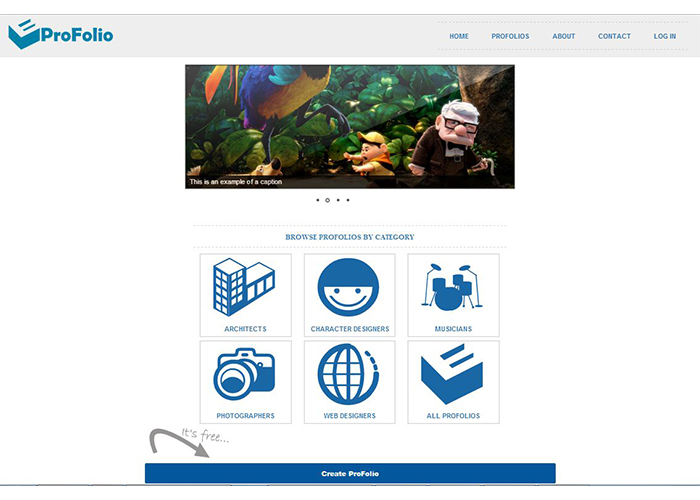 ProFolio
HOME PROFOLIOS ABOUT CONTACT LOG IN
This is an example of a caption
BROWSE PROFOLIOS BY CATEGORY
ARCHITECTS CHARACTER DESIGNERS MUSICIANS
PHOTOGRAPHERS WEB DESIGNERS ALL PROFOLIOS
It's free...
Create ProFolio